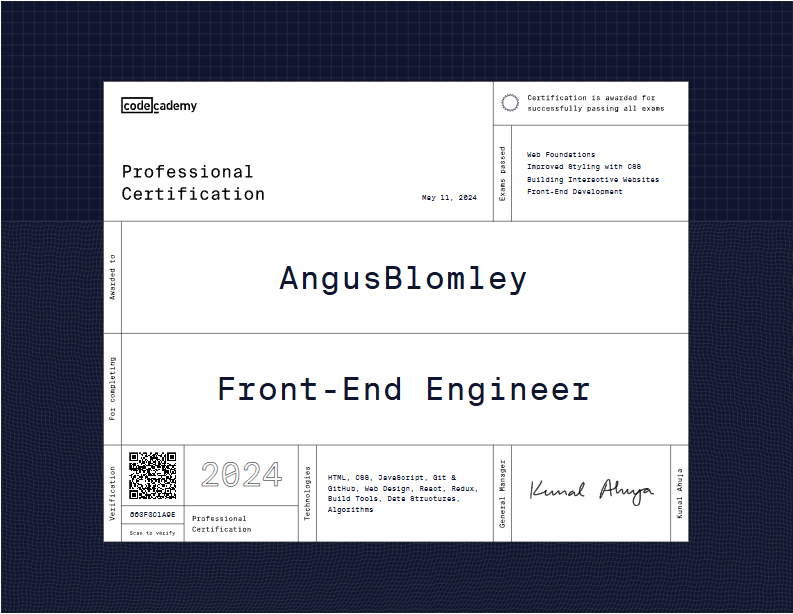 codecademy
Certification is awarded for
successfully passing all exams
Professional
Certification
May 11, 2024
Exams passed
Web Foundations
Improved Styling with CSS
Building Interactive Websites
Front-End Development
Awarded to
AngusBlomley
For completing
Front-End Engineer
Verification
Scan to verify
2024
Professional
Certification
Technologies
HTML, CSS, JavaScript, Git &
GitHub, Web Design, React, Redux,
Build Tools, Data Structures,
Algorithms
General Manager
Kunal Ahuja
Kunal Ahuja